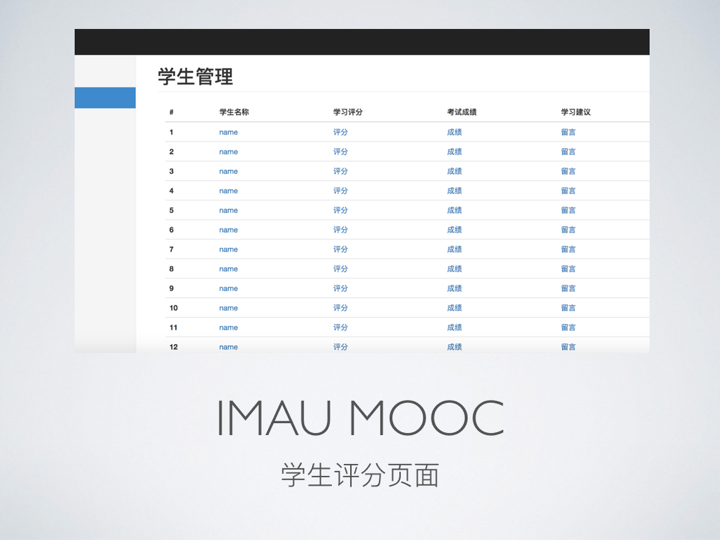 学生管理
# 学生名称 学习评分 考试成绩 学习建议
1 name 评分 成绩 留言
2 name 评分 成绩 留言
3 name 评分 成绩 留言
4 name 评分 成绩 留言
5 name 评分 成绩 留言
6 name 评分 成绩 留言
7 name 评分 成绩 留言
8 name 评分 成绩 留言
9 name 评分 成绩 留言
10 name 评分 成绩 留言
11 name 评分 成绩 留言
12 name 评分 成绩 留言
IMAU MOOC
学生评分页面